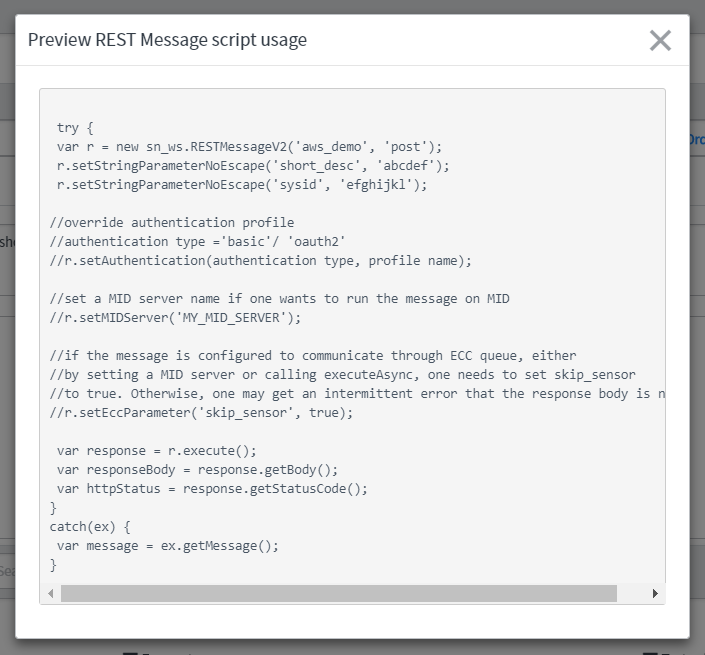 Preview REST Message script usage
try {
var r = new sn_ws.RESTMessageV2('aws_demo', 'post');
r.setStringParameterNoEscape('short_desc', 'abcdef');
r.setStringParameterNoEscape('sysid', 'efghijkl');
//override authentication profile
//authentication type ='basic'/ 'oauth2'
//r.setAuthentication(authentication type, profile name);
//set a MID server name if one wants to run the message on MID
//r.setMIDServer('MY_MID_SERVER');
//if the message is configured to communicate through ECC queue, either
//by setting a MID server or calling executeAsync, one needs to set skip_sensor
//to true. Otherwise, one may get an intermittent error that the response body is n
//r.setEccParameter('skip_sensor', true);
var response = r.execute();
var responseBody = response.getBody();
var httpStatus = response.getStatusCode();
}
catch(ex) {
var message = ex.getMessage();
}